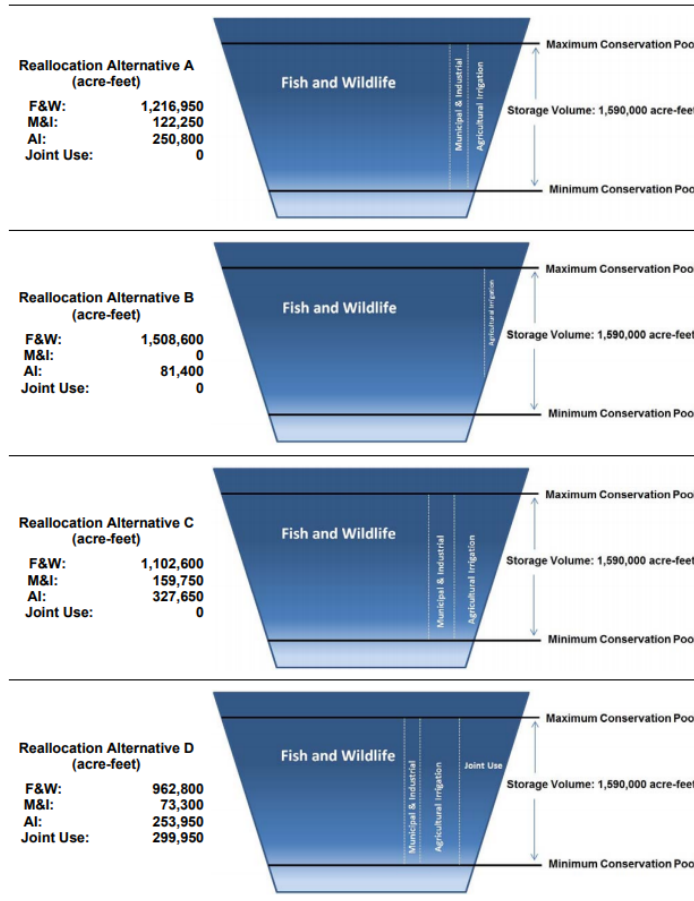 Reallocation Alternative A
(acre-feet)
F&W: 1,216,950
M&I: 122,250
AI: 250,800
Joint Use: 0
Fish and Wildlife
Municipal & Industrial
Agricultural Irrigation
Maximum Conservation Poo
Storage Volume: 1,590,000 acre-feet
Minimum Conservation Poo
Reallocation Alternative B
(acre-feet)
F&W: 1,508,600
M&I: 0
AI: 81,400
Joint Use: 0
Fish and Wildlife
Agricultural Irrigation
Maximum Conservation Poo
Storage Volume: 1,590,000 acre-feet
Minimum Conservation Poo
Reallocation Alternative C
(acre-feet)
F&W: 1,102,600
M&I: 159,750
AI: 327,650
Joint Use: 0
Fish and Wildlife
Municipal & Industrial
Agricultural Irrigation
Maximum Conservation Poo
Storage Volume: 1,590,000 acre-feet
Minimum Conservation Poo
Reallocation Alternative D
(acre-feet)
F&W: 962,800
M&I: 73,300
AI: 253,950
Joint Use: 299,950
Fish and Wildlife
Municipal & Industrial
Agricultural Irrigation
Joint Use
Maximum Conservation Poo
Storage Volume: 1,590,000 acre-feet
Minimum Conservation Poo